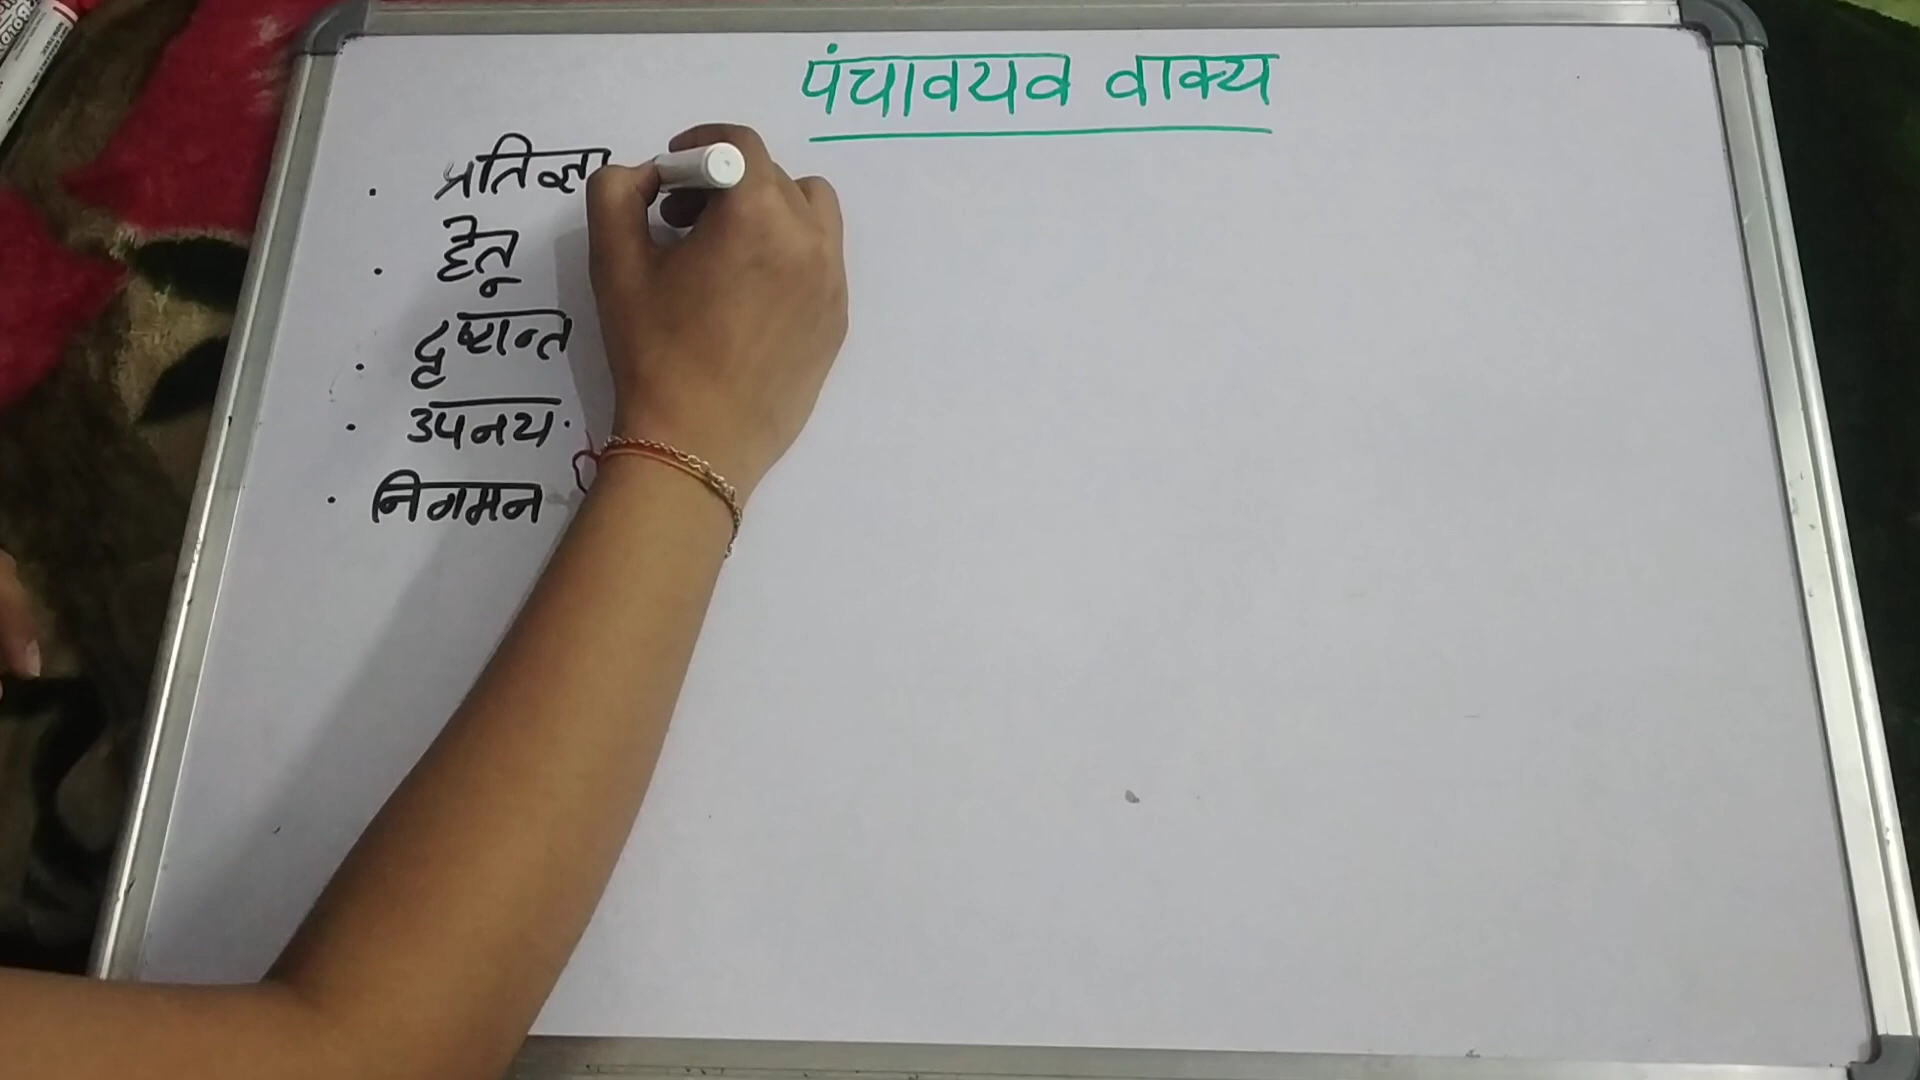 पंचावयव वाक्य
प्रतिज्ञा
हेतु
दृष्टान्त
उपनय
निगमन